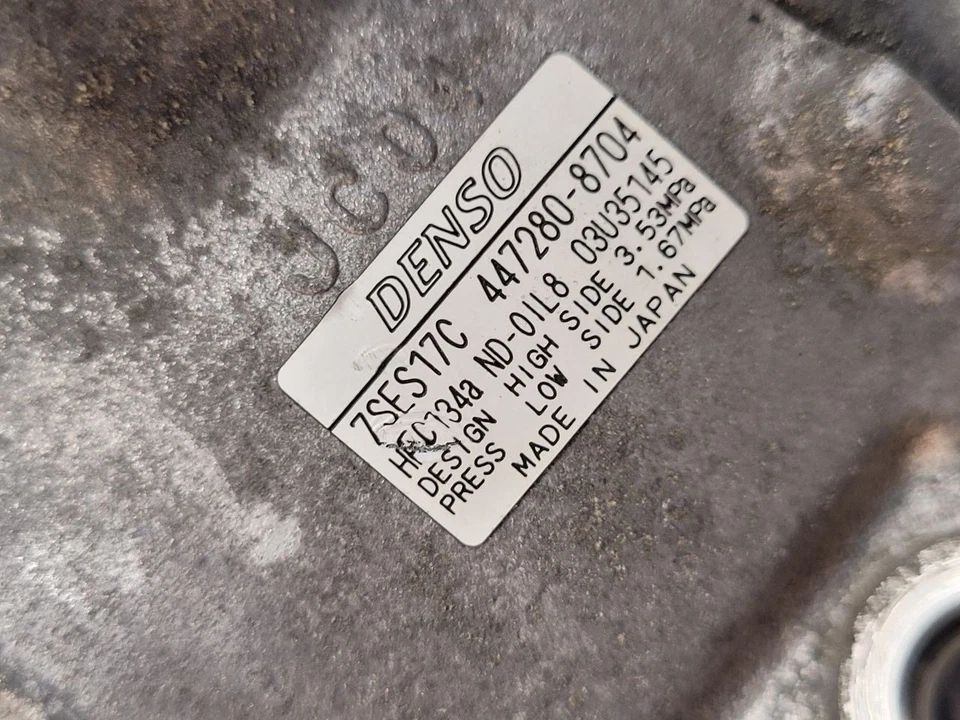 JCO
DENSO
7SES17C 447280-8704
HFC134a ND-OIL8 03U35145
DESIGN HIGH SIDE 3.53MPa
PRESS LOW SIDE 1.67MPa
MADE IN JAPAN